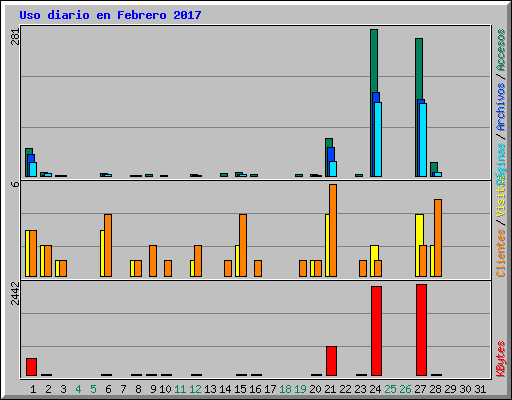 Uso diario en Febrero 2017
281
6
2442
Accesos / Archivos / Páginas
Visitas / Clientes
KBytes
1 2 3 4 5 6 7 8 9 10 11 12 13 14 15 16 17 18 19 20 21 22 23 24 25 26 27 28 29 30 31